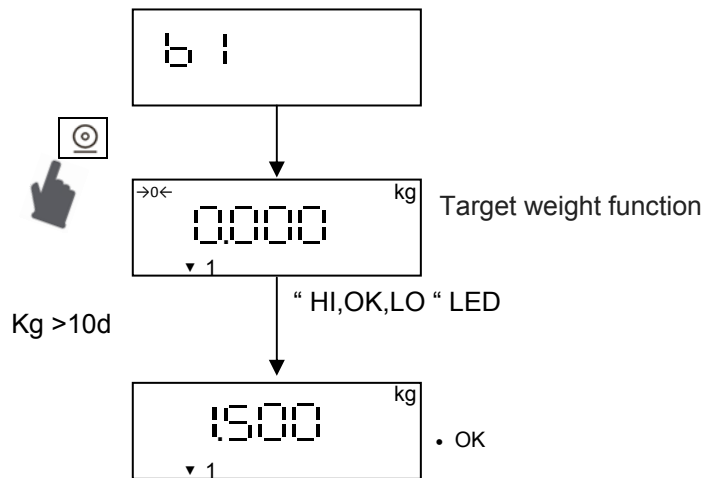 b 1
→0← kg
0.000
Target weight function
▼ 1
“ HI,OK,LO “ LED
Kg >10d
kg
1.500
• OK
▼ 1